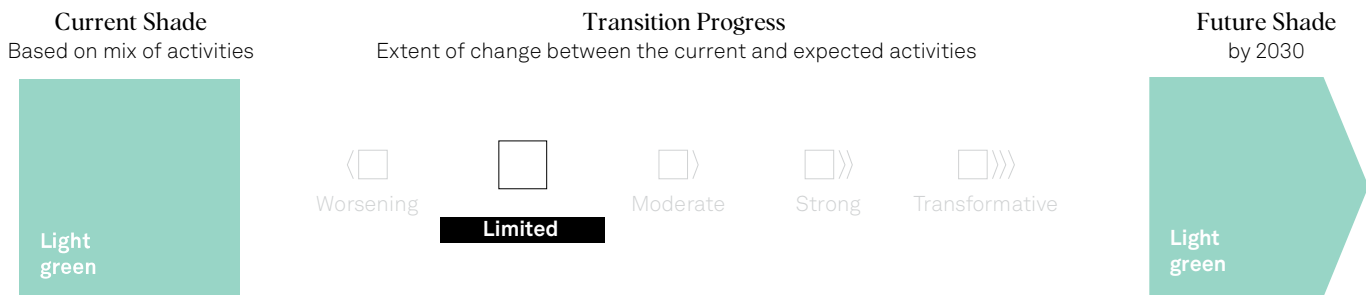 Current Shade
Based on mix of activities
Transition Progress
Extent of change between the current and expected activities
Future Shade
by 2030
Light
green
Worsening
Limited
Moderate
Strong
Transformative
Light
green